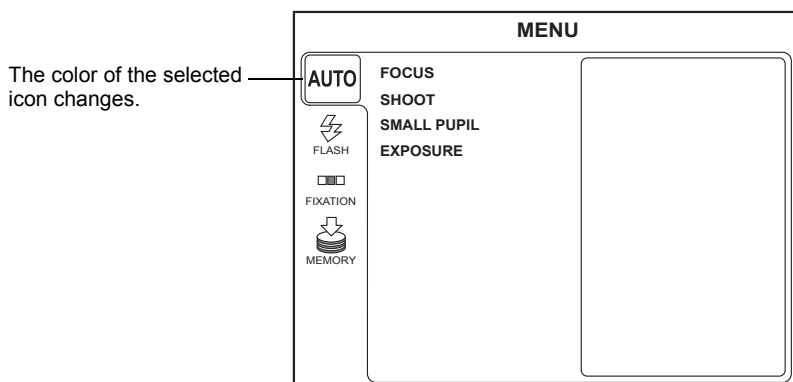 MENU
The color of the selected
icon changes.
AUTO
FLASH
FIXATION
MEMORY
FOCUS
SHOOT
SMALL PUPIL
EXPOSURE